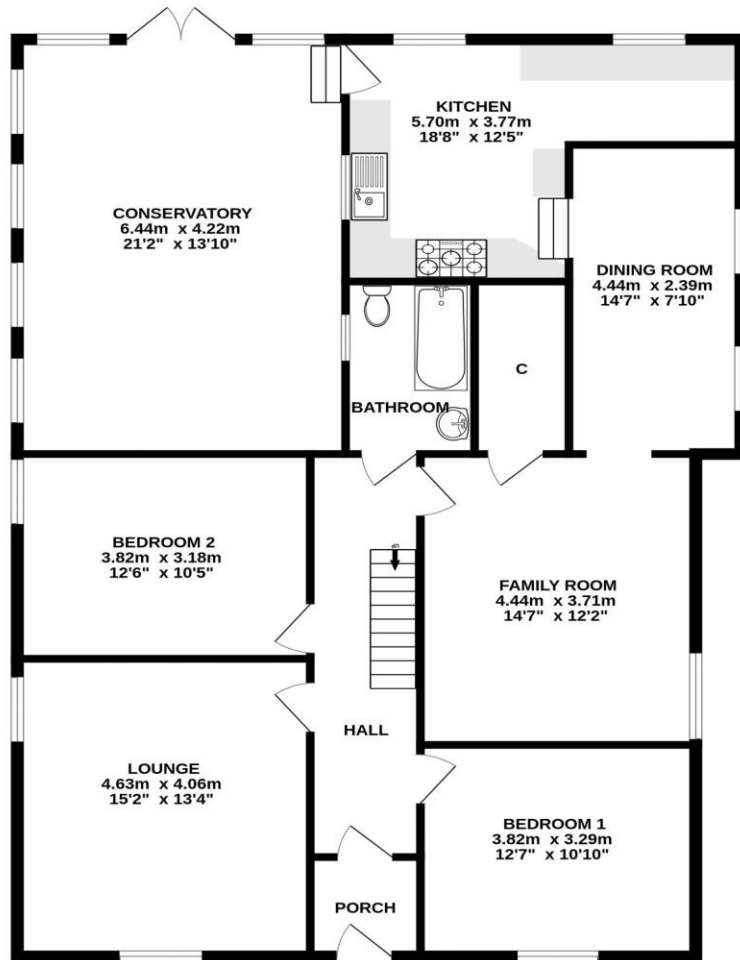 KITCHEN
5.70m x 3.77m
18'8" x 12'5"
CONSERVATORY
6.44m x 4.22m
21'2" x 13'10"
DINING ROOM
4.44m x 2.39m
14'7" x 7'10"
C
BATHROOM
BEDROOM 2
3.82m x 3.18m
12'6" x 10'5"
FAMILY ROOM
4.44m x 3.71m
14'7" x 12'2"
HALL
LOUNGE
4.63m x 4.06m
15'2" x 13'4"
BEDROOM 1
3.82m x 3.29m
12'7" x 10'10"
PORCH